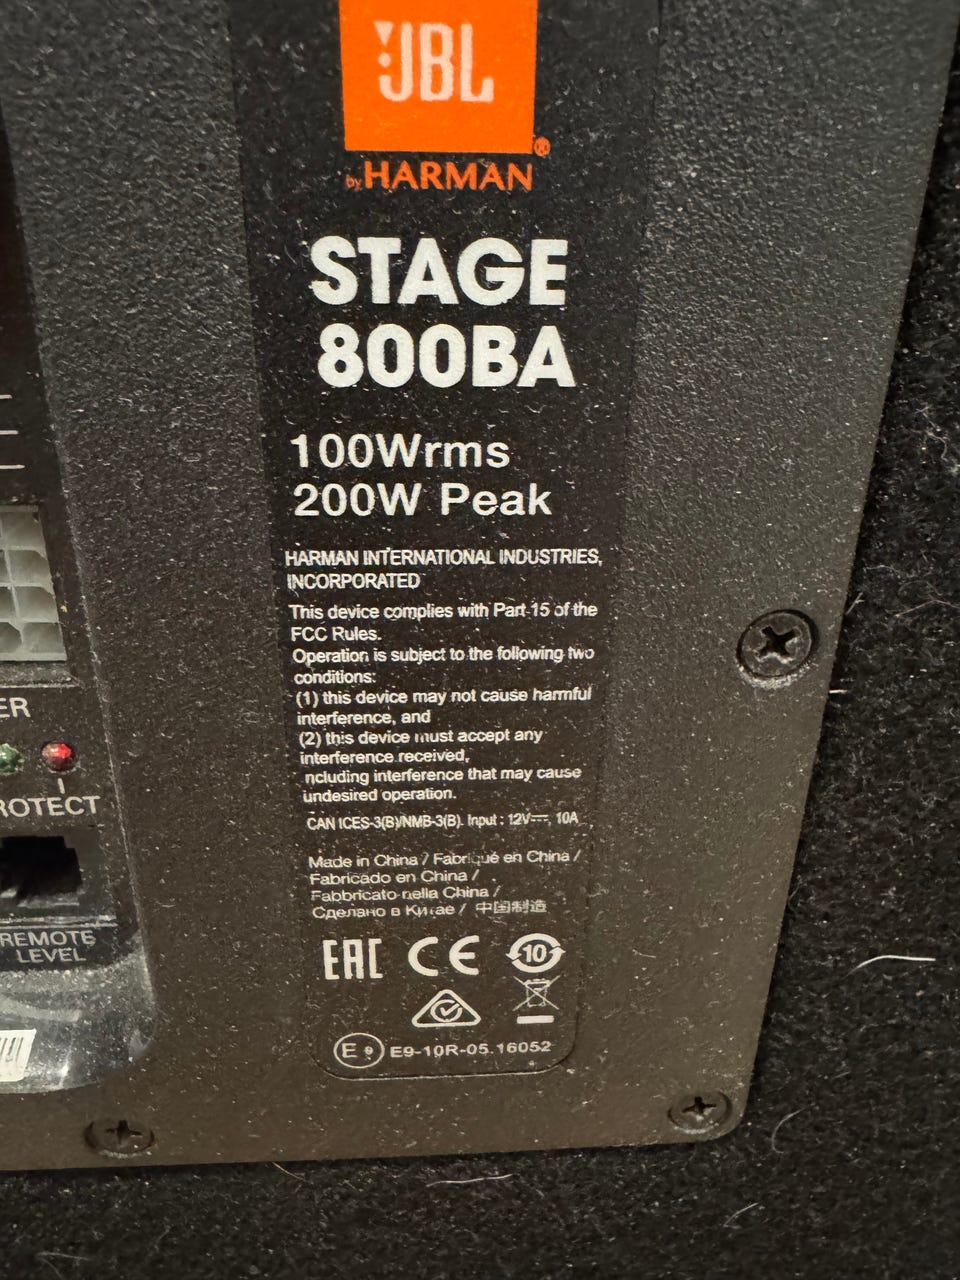 JBL
®
by HARMAN
STAGE
800BA
100Wrms
200W Peak
HARMAN INTERNATIONAL INDUSTRIES,
INCORPORATED
This device complies with Part 15 of the
FCC Rules.
Operation is subject to the following two
conditions:
(1) this device may not cause harmful
interference, and
(2) this device must accept any
interference received,
ncluding interference that may cause
undesired operation.
CAN ICES-3(B)/NMB-3(B). Input : 12V⎓, 10A
Made in China / Fabriqué en China /
Fabricado en China /
Fabbricato nella China /
Сделано в Китае / 中国制造
EAC CE 10
E 9 E9-10R-05.16052
ER
ROTECT
REMOTE
LEVEL